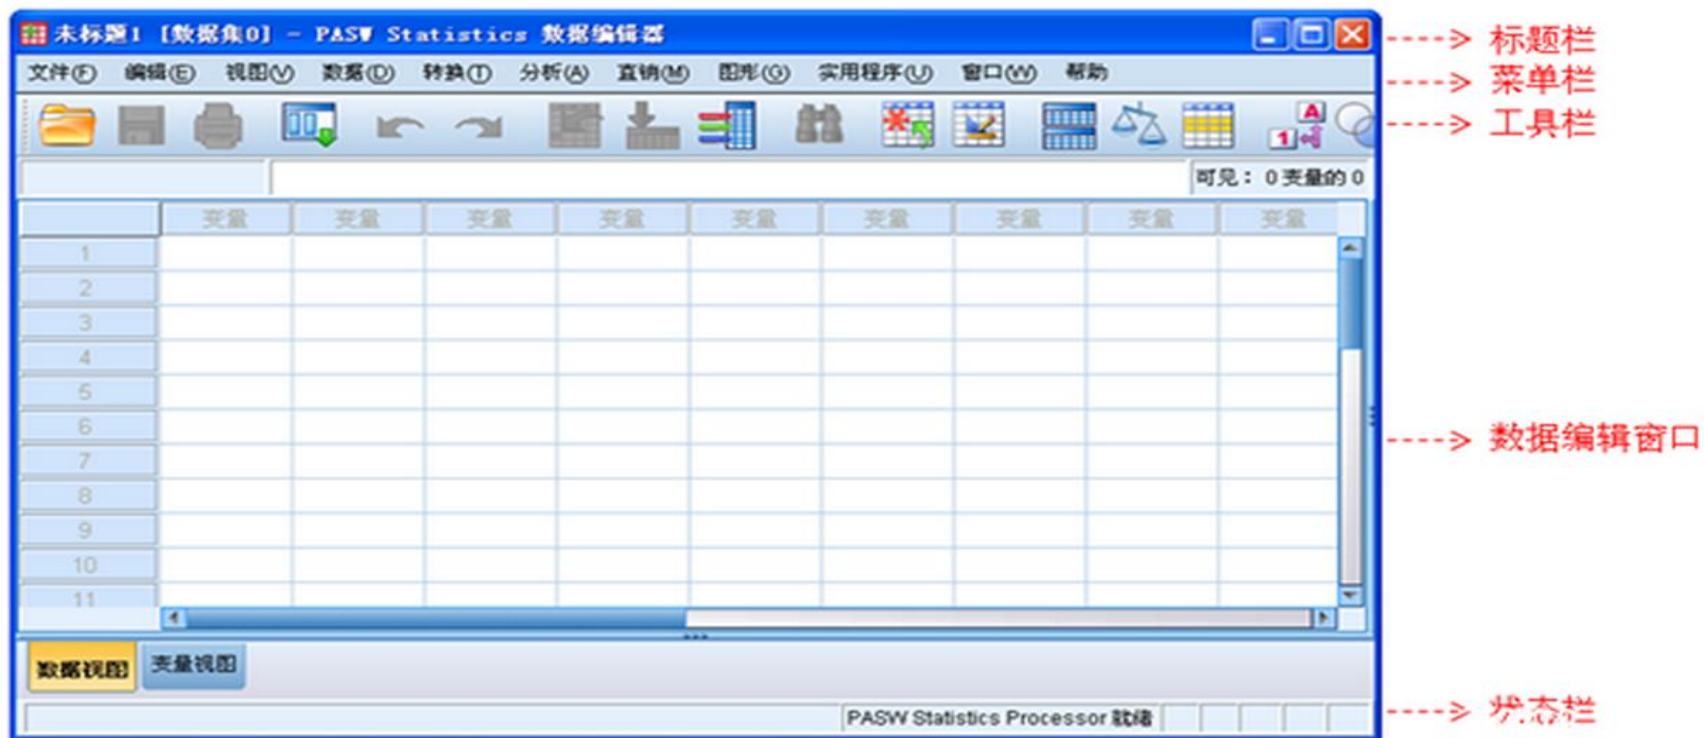 未标题1 [数据集0] - PASW Statistics 数据编辑器
标题栏
文件(F) 编辑(E) 视图(V) 数据(D) 转换(T) 分析(A) 直销(M) 图形(G) 实用程序(U) 窗口(W) 帮助
菜单栏
A
1
工具栏
可见： 0 变量的 0
变量 变量 变量 变量 变量 变量 变量 变量 变量
1
2
3
4
5
6
数据编辑窗口
7
8
9
10
11
数据视图 变量视图
PASW Statistics Processor 就绪
状态栏